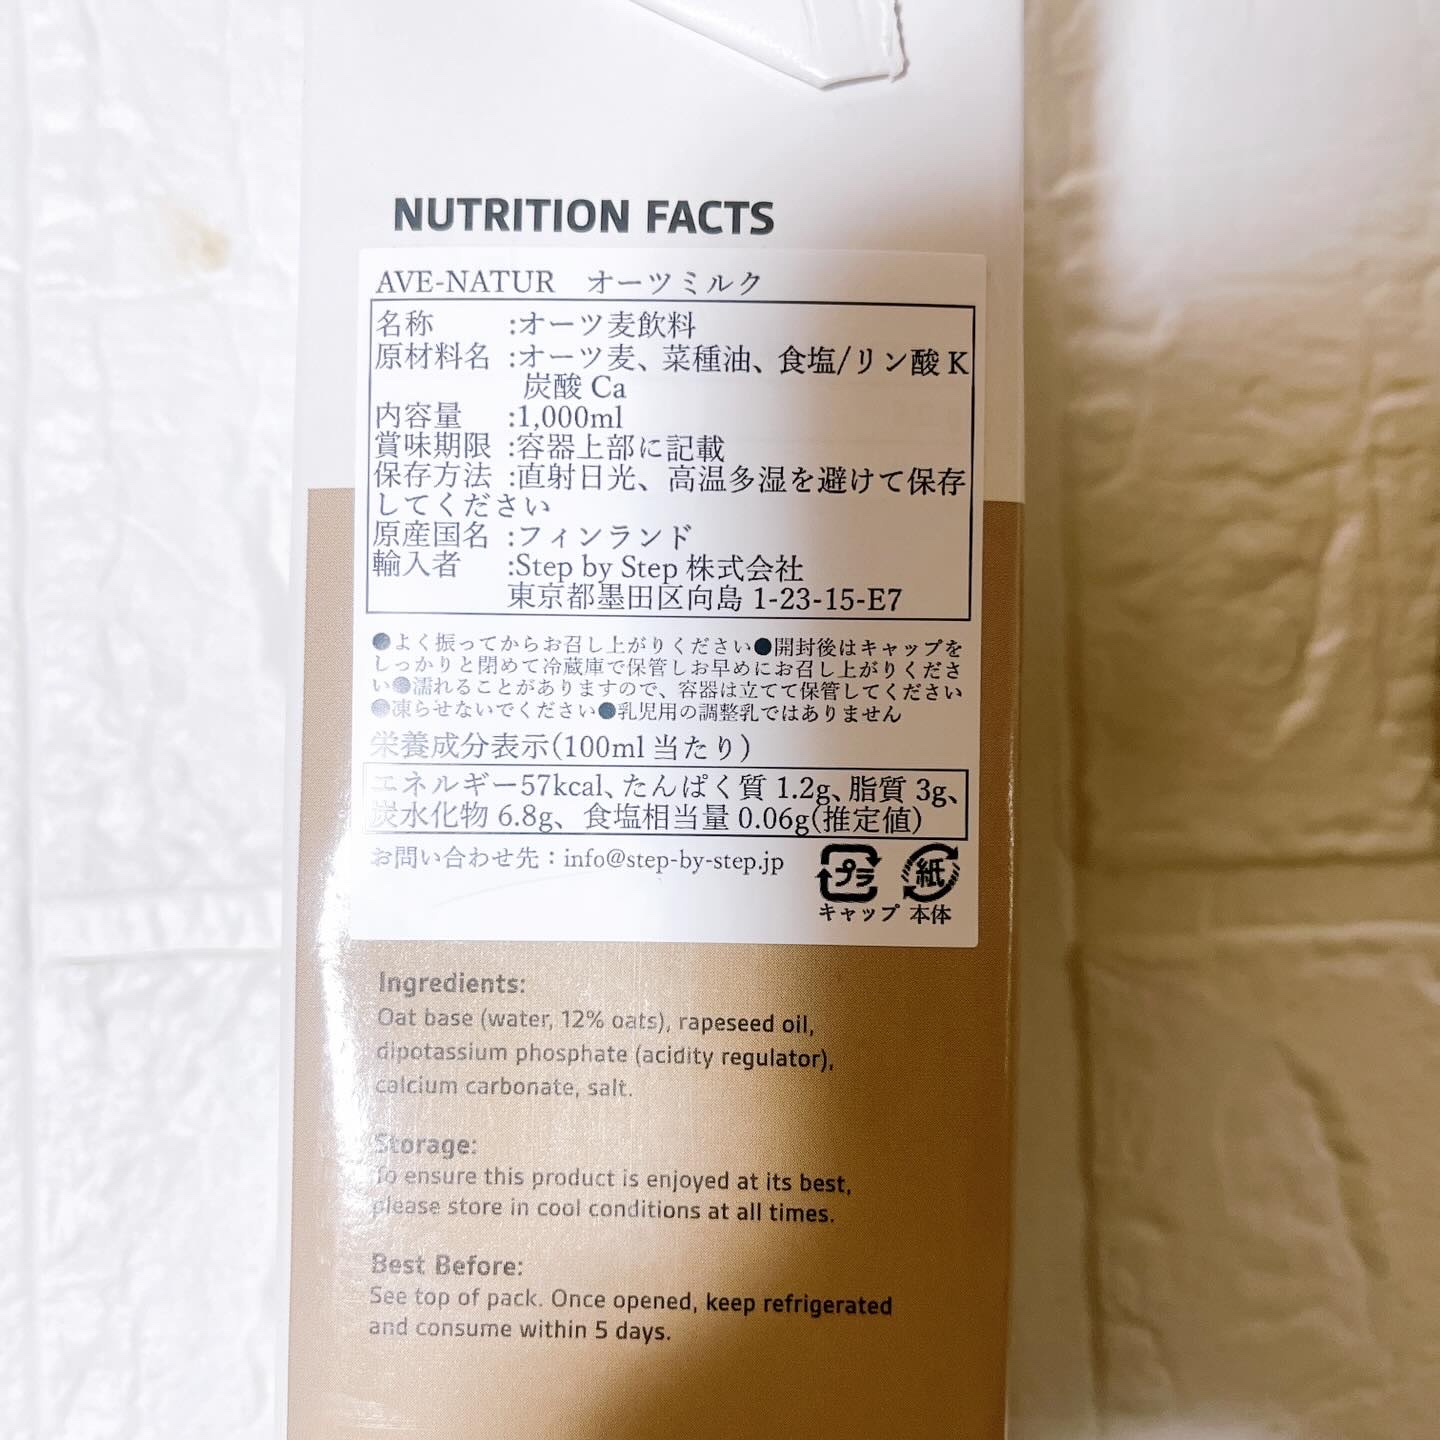 NUTRITION FACTS
AVE-NATUR オーツミルク
名称 :オーツ麦飲料
原材料名 :オーツ麦、菜種油、食塩/リン酸 K
炭酸 Ca
内容量 :1,000ml
賞味期限 :容器上部に記載
保存方法 :直射日光、高温多湿を避けて保存
してください
原産国名 :フィンランド
輸入者 :Step by Step 株式会社
東京都墨田区向島 1-23-15-E7
●よく振ってからお召し上がりください●開封後はキャップを
しっかりと閉めて冷蔵庫で保管しお早めにお召し上がりくださ
い●濡れることがありますので、容器は立てて保管してください
●凍らせないでください●乳児用の調整乳ではありません
栄養成分表示(100ml 当たり)
エネルギー57kcal、たんぱく質 1.2g、脂質 3g、
炭水化物 6.8g、食塩相当量 0.06g(推定値)
お問い合わせ先：info@step-by-step.jp
プラ 紙
キャップ 本体
Ingredients:
Oat base (water, 12% oats), rapeseed oil,
dipotassium phosphate (acidity regulator),
calcium carbonate, salt.
Storage:
To ensure this product is enjoyed at its best,
please store in cool conditions at all times.
Best Before:
See top of pack. Once opened, keep refrigerated
and consume within 5 days.